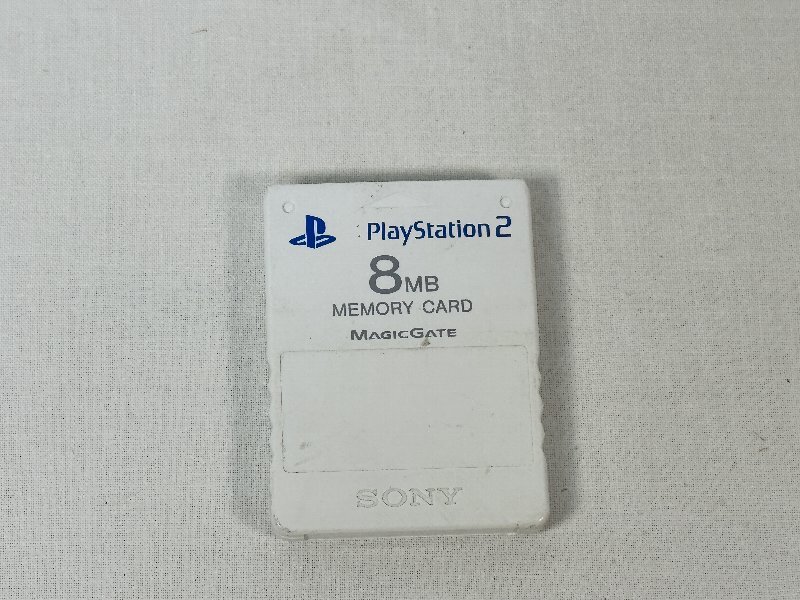 PlayStation 2
8MB
MEMORY CARD
MAGICGATE
SONY